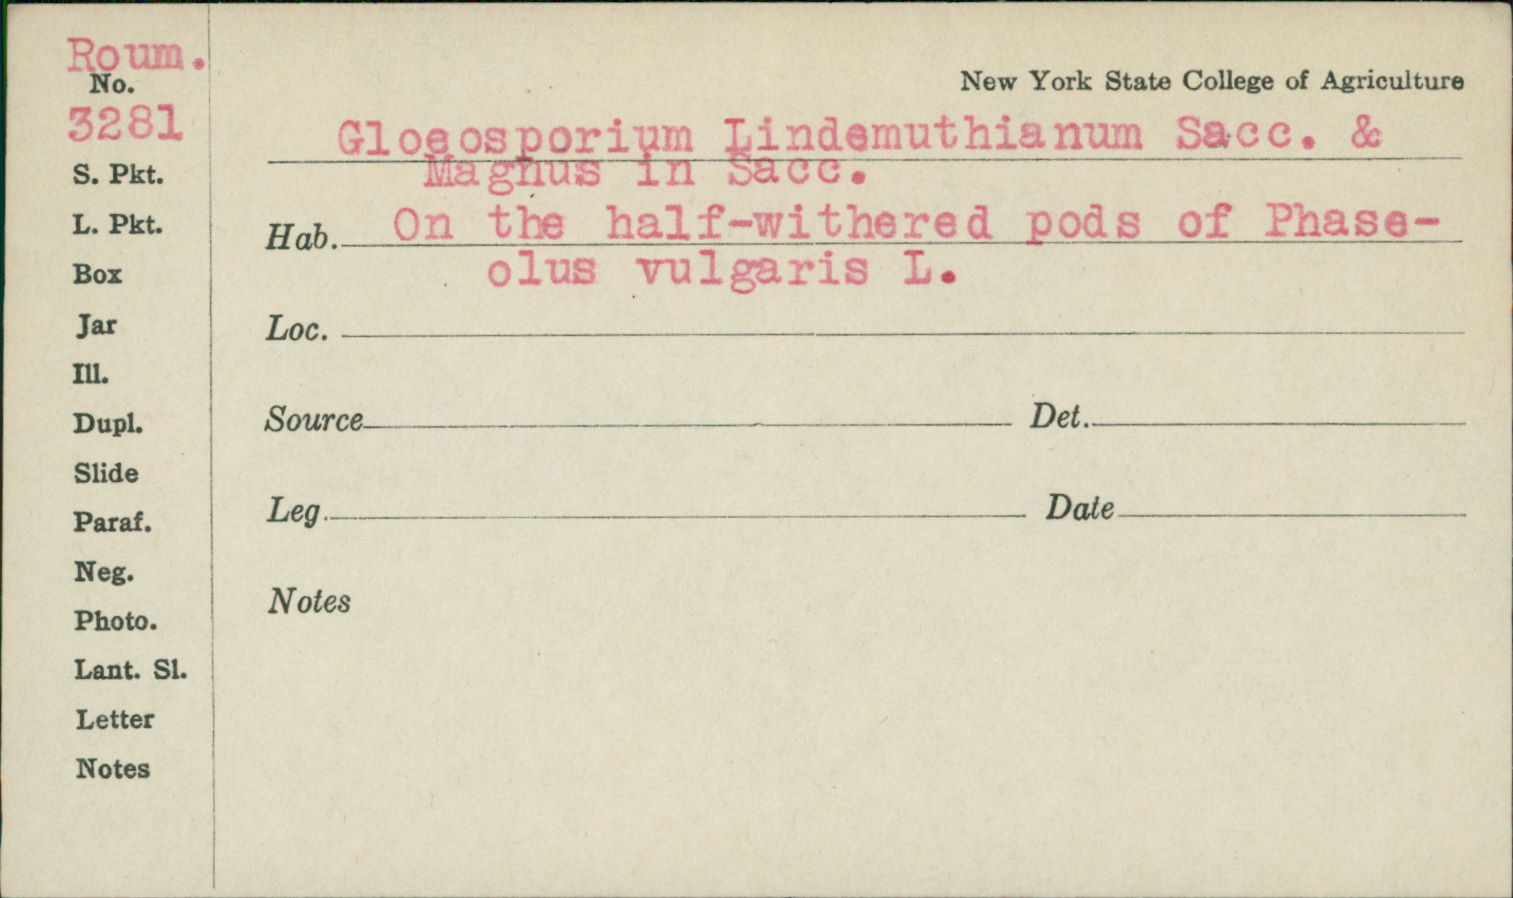 Roum.
No.
3281
S. Pkt.
L. Pkt.
Box
Jar
Ill.
Dupl.
Slide
Paraf.
Neg.
Photo.
Lant. Sl.
Letter
Notes
New York State College of Agriculture
Gloeosporium Lindemuthianum Sacc. &
Magnus in Sacc.
Hab. On the half-withered pods of Phase-
olus vulgaris L.
Loc.
Source Det.
Leg. Date
Notes